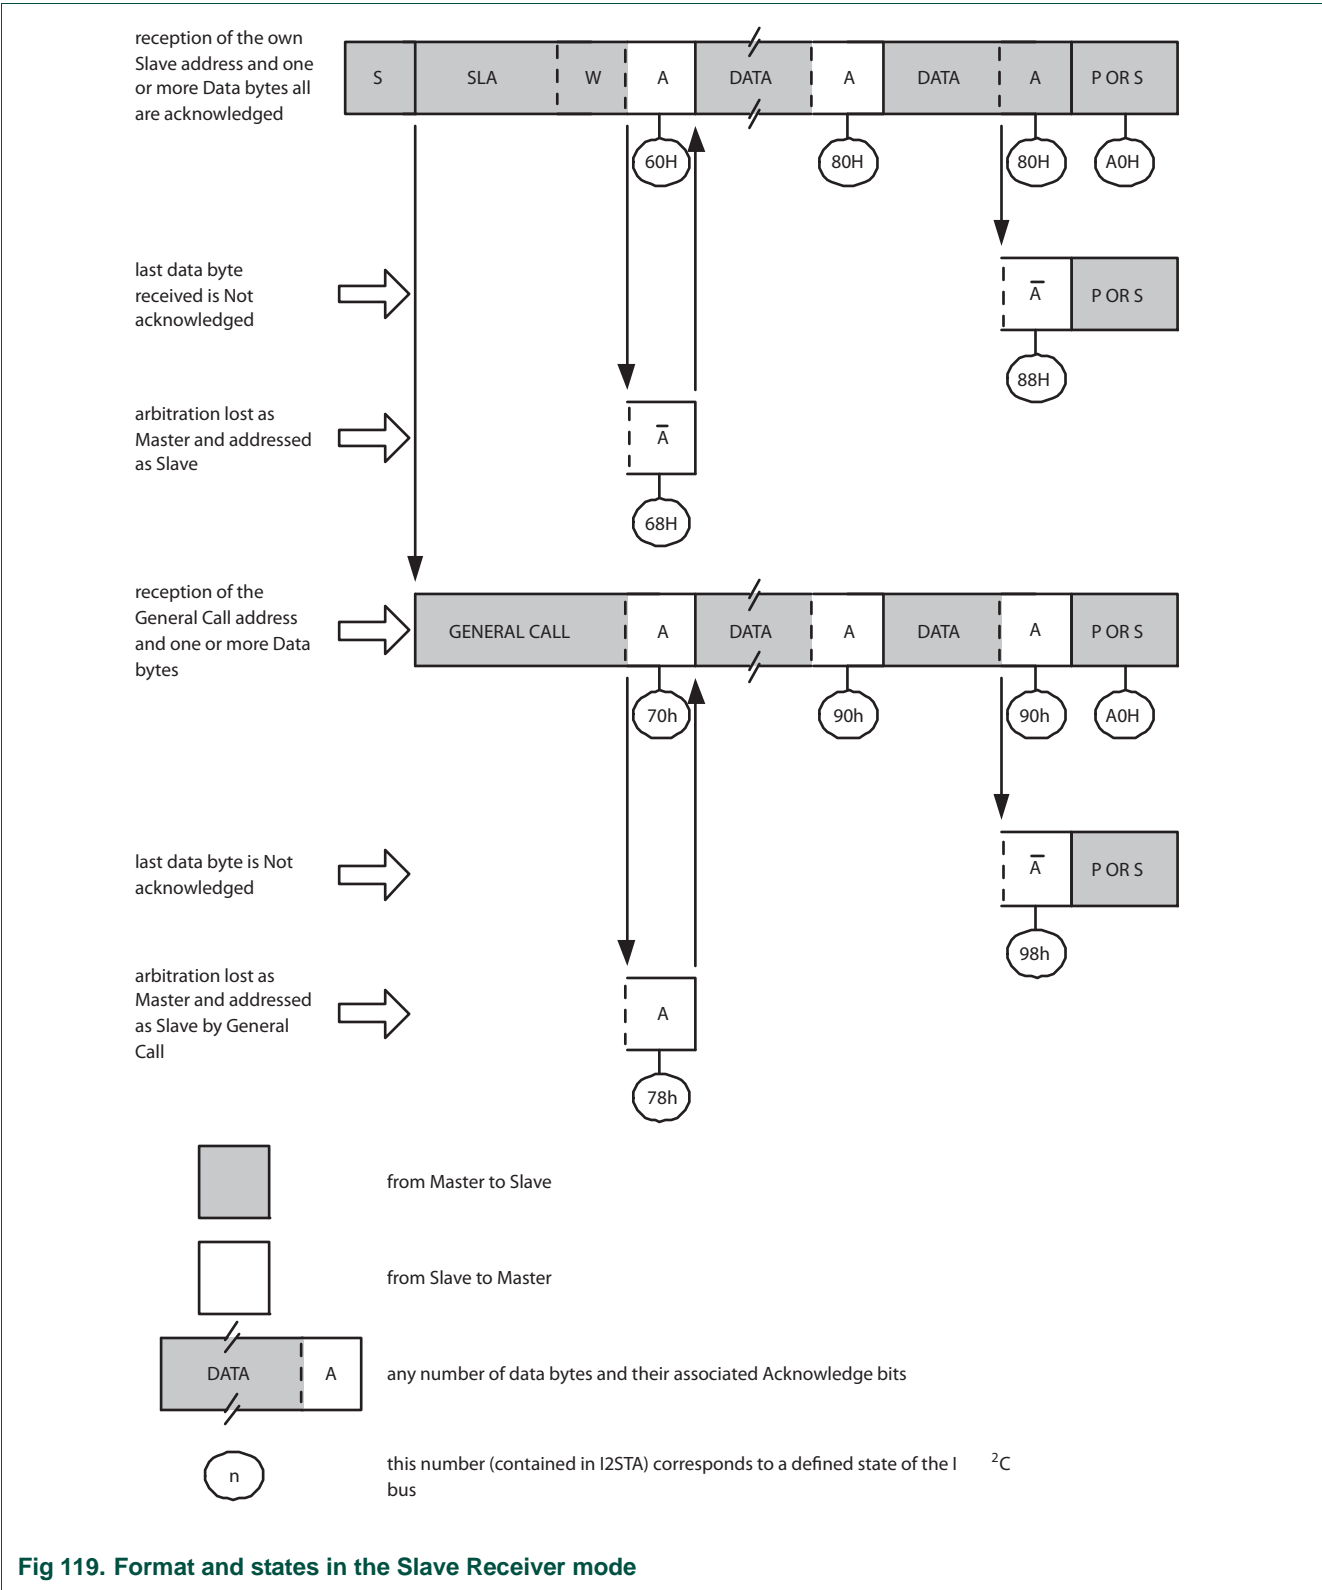 reception of the own
Slave address and one
or more Data bytes all
are acknowledged
S SLA W A DATA A DATA A P OR S
60H 80H 80H A0H
last data byte
received is Not
acknowledged
A̅ P OR S
88H
arbitration lost as
Master and addressed
as Slave
A̅
68H
reception of the
General Call address
and one or more Data
bytes
GENERAL CALL A DATA A DATA A P OR S
70h 90h 90h A0H
last data byte is Not
acknowledged
A̅ P OR S
98h
arbitration lost as
Master and addressed
as Slave by General
Call
A
78h
from Master to Slave
from Slave to Master
DATA A any number of data bytes and their associated Acknowledge bits
n this number (contained in I2STA) corresponds to a defined state of the I ²C
bus
Fig 119. Format and states in the Slave Receiver mode